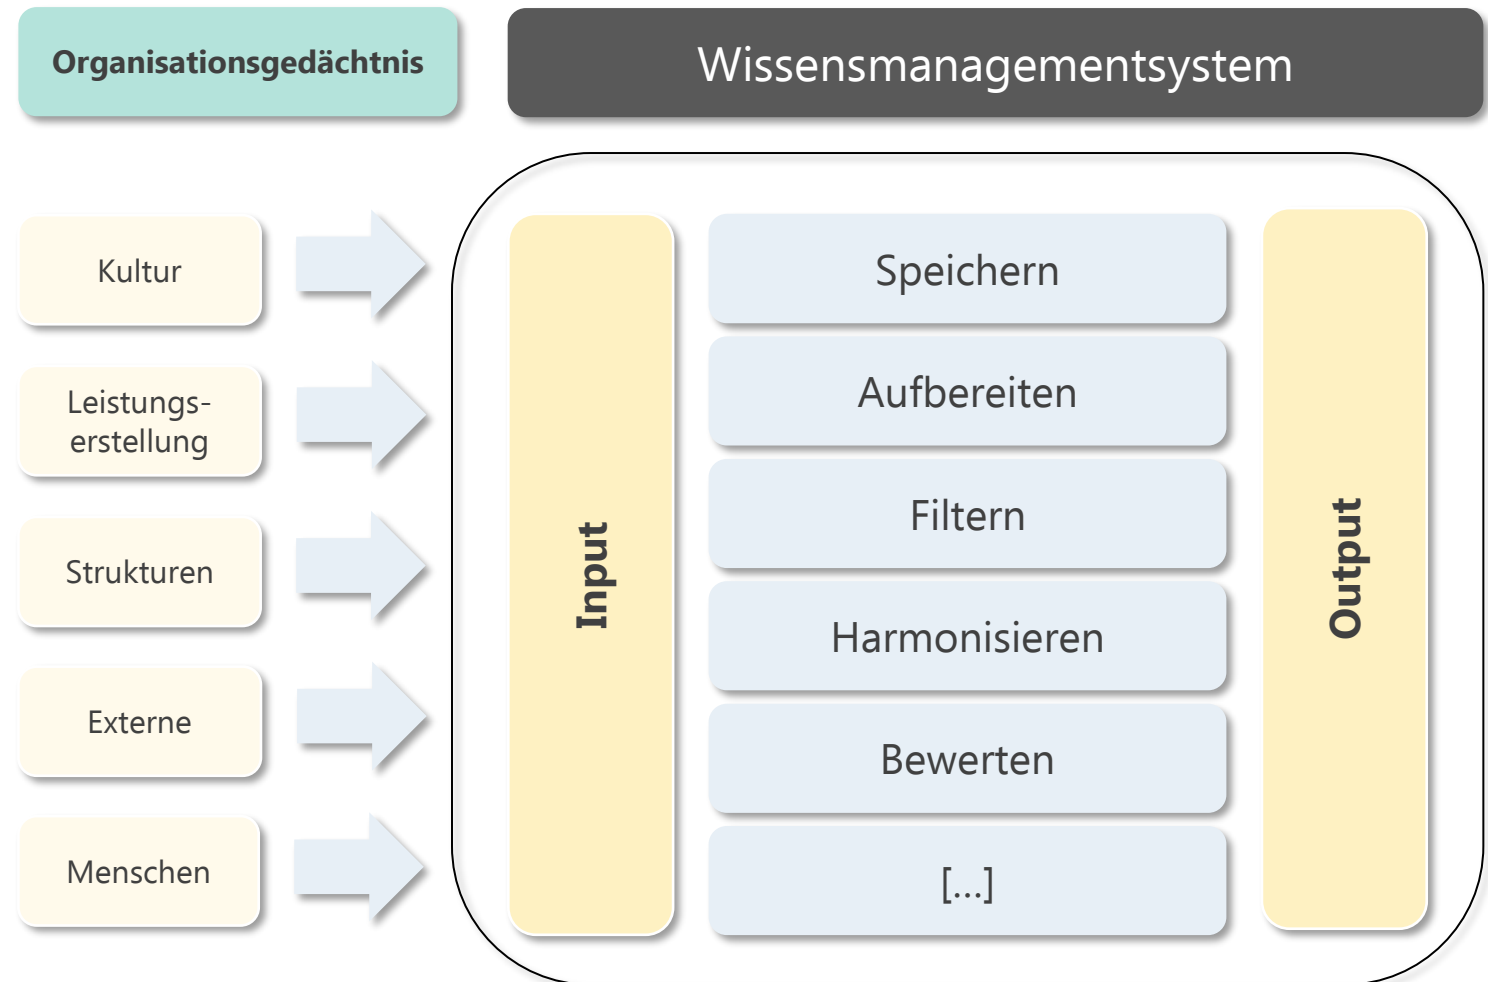 Organisationsgedächtnis
Wissensmanagementsystem
Kultur
Leistungs-
erstellung
Strukturen
Externe
Menschen
Input
Speichern
Aufbereiten
Filtern
Harmonisieren
Bewerten
[…]
Output